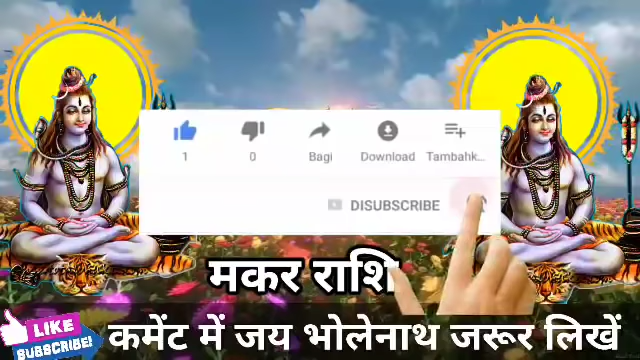 1 0 Bagi Download Tambahk...
DISUBSCRIBE
मकर राशि
LIKE
SUBSCRIBE!
कमेंट में जय भोलेनाथ जरूर लिखें